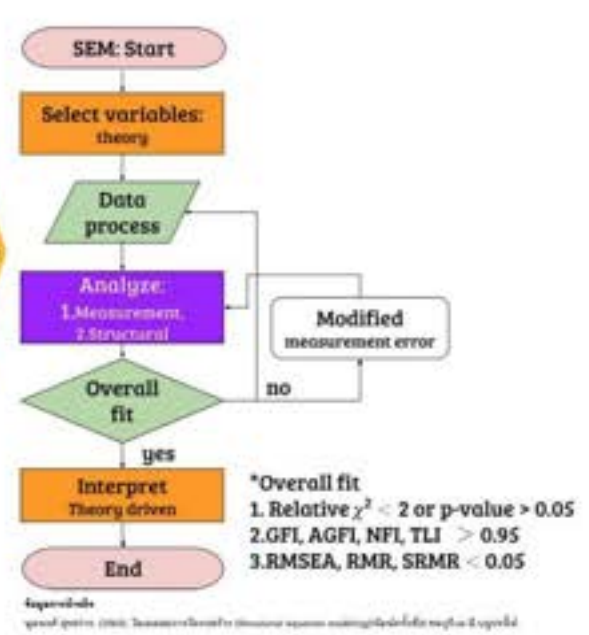 SEM: Start
Select variables:
theory
Data
process
Analyze:
1.Measurement,
2.Structural
Modified
measurement error
Overall
fit
no
yes
Interpret
Theory driven
End
*Overall fit
1. Relative χ² < 2 or p-value > 0.05
2.GFI, AGFI, NFI, TLI > 0.95
3.RMSEA, RMR, SRMR < 0.05